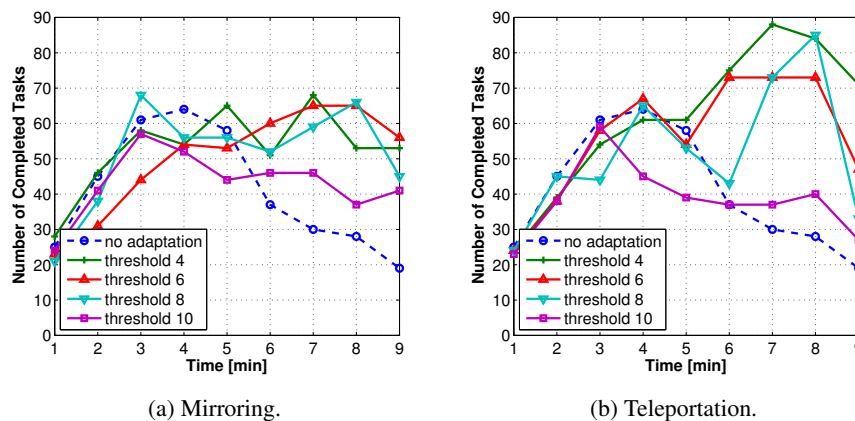 90
80
70
60
50
40
30
20
10
0
Number of Completed Tasks
no adaptation
threshold 4
threshold 6
threshold 8
threshold 10
1 2 3 4 5 6 7 8 9
Time [min]
(a) Mirroring.
90
80
70
60
50
40
30
20
10
0
Number of Completed Tasks
no adaptation
threshold 4
threshold 6
threshold 8
threshold 10
1 2 3 4 5 6 7 8 9
Time [min]
(b) Teleportation.